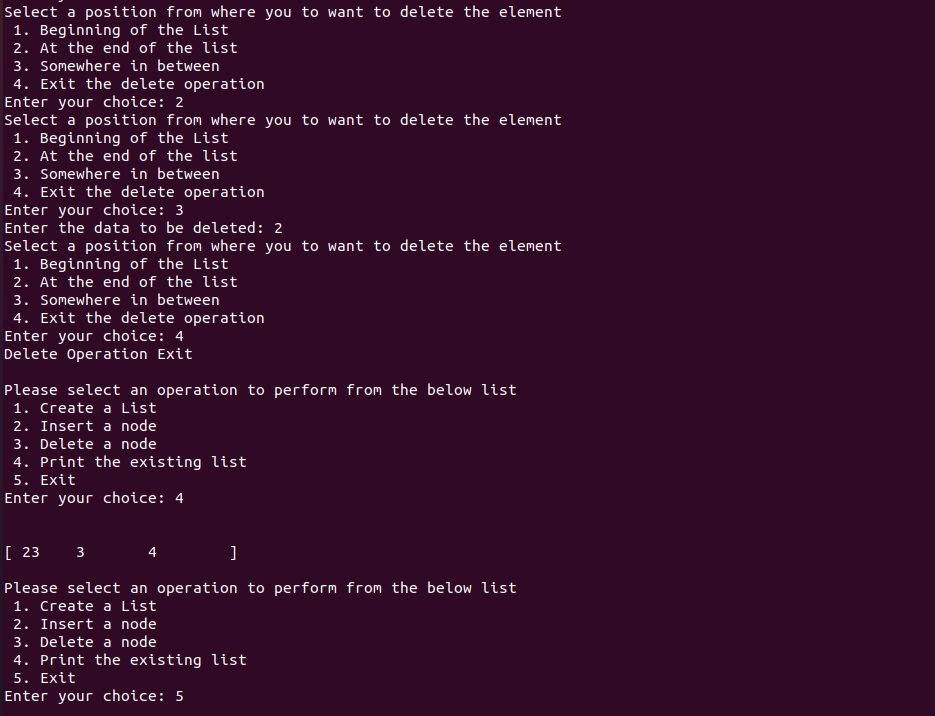 Select a position from where you to want to delete the element
 1. Beginning of the List
 2. At the end of the list
 3. Somewhere in between
 4. Exit the delete operation
Enter your choice: 2
Select a position from where you to want to delete the element
 1. Beginning of the List
 2. At the end of the list
 3. Somewhere in between
 4. Exit the delete operation
Enter your choice: 3
Enter the data to be deleted: 2
Select a position from where you to want to delete the element
 1. Beginning of the List
 2. At the end of the list
 3. Somewhere in between
 4. Exit the delete operation
Enter your choice: 4
Delete Operation Exit

Please select an operation to perform from the below list
 1. Create a List
 2. Insert a node
 3. Delete a node
 4. Print the existing list
 5. Exit
Enter your choice: 4


[ 23    3       4        ]

Please select an operation to perform from the below list
 1. Create a List
 2. Insert a node
 3. Delete a node
 4. Print the existing list
 5. Exit
Enter your choice: 5